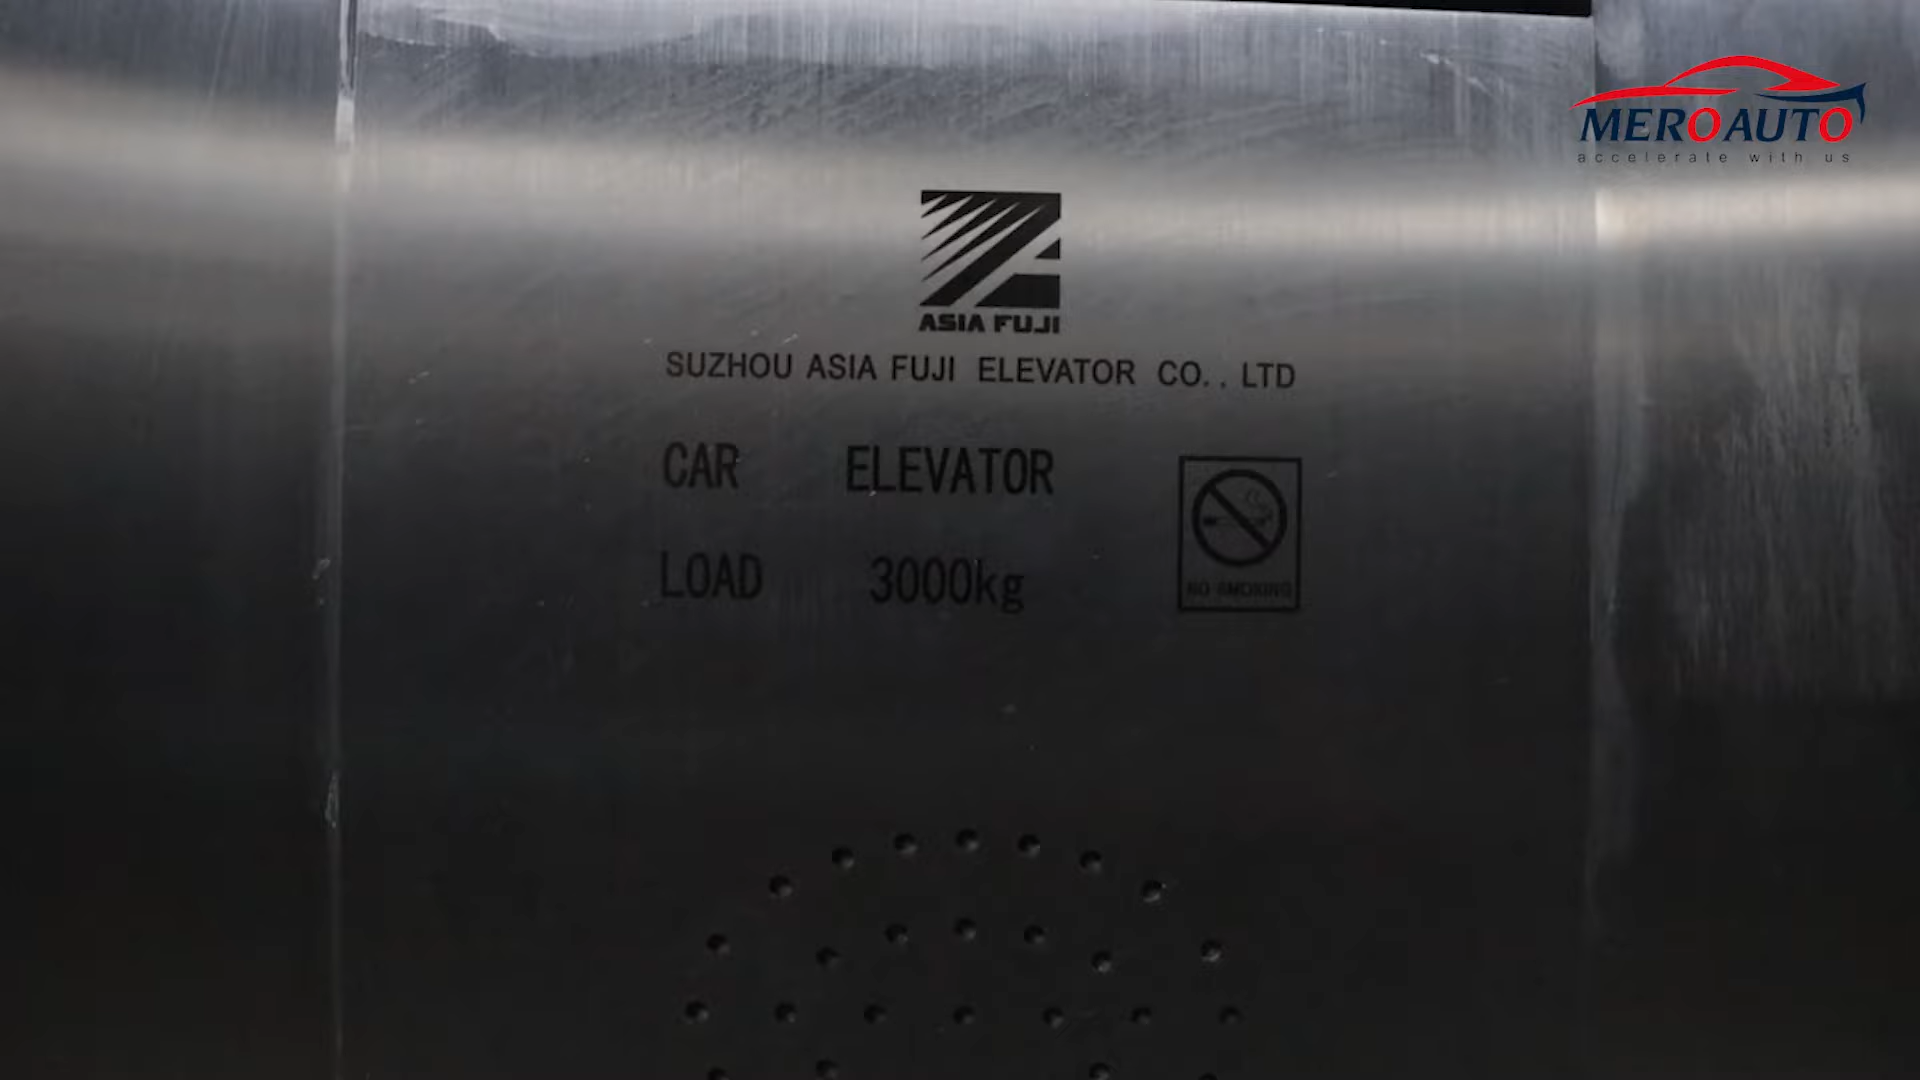 MEROAUTO
accelerate with us
ASIA FUJI
SUZHOU ASIA FUJI ELEVATOR CO., LTD
CAR ELEVATOR
LOAD 3000kg
NO SMOKING